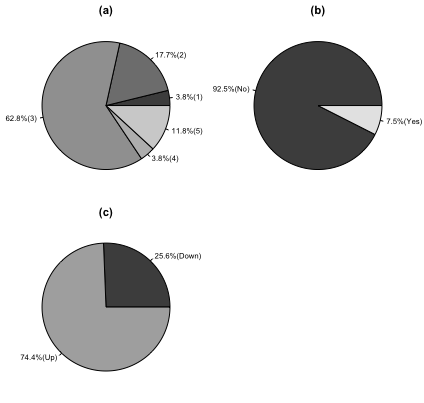 (a)
17.7%(2)
3.8%(1)
62.8%(3)
11.8%(5)
3.8%(4)
(b)
92.5%(No)
7.5%(Yes)
(c)
25.6%(Down)
74.4%(Up)